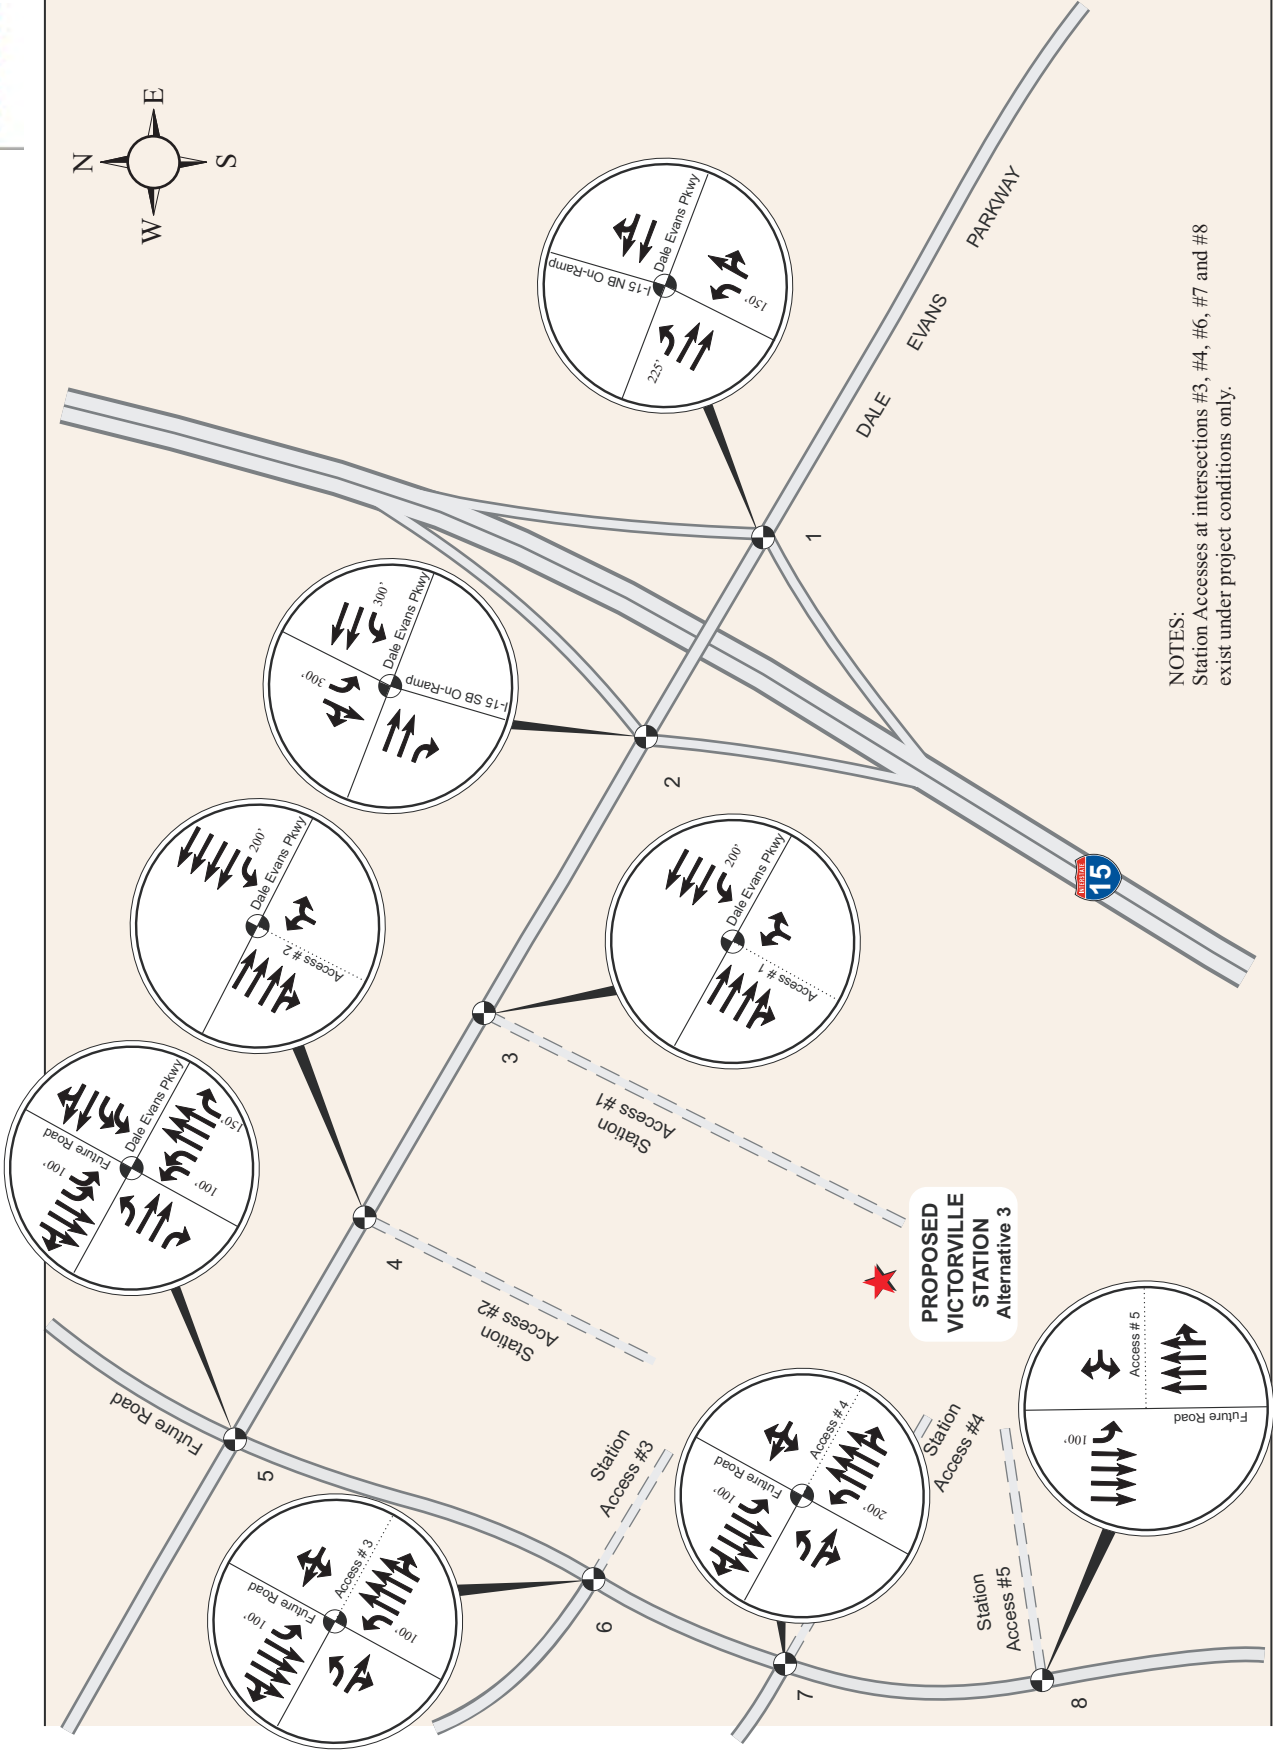 N
W
E
S
I-15 NB On-Ramp
Dale Evans Pkwy
225'
150'
300'
300'
Dale Evans Pkwy
I-15 SB On-Ramp
200'
Dale Evans Pkwy
Access # 2
200'
Dale Evans Pkwy
Access # 1
Future Road
100'
Dale Evans Pkwy
100'
150'
100'
Future Road
Access # 3
100'
100'
Future Road
Access # 4
200'
100'
Access # 5
Future Road
1
2
3
4
5
6
7
8
DALE EVANS PARKWAY
INTERSTATE
15
Future Road
Station
Access #1
Station
Access #2
Station
Access #3
Station
Access #4
Station
Access #5
PROPOSED
VICTORVILLE
STATION
Alternative 3
NOTES:
Station Accesses at intersections #3, #4, #6, #7 and #8
exist under project conditions only.